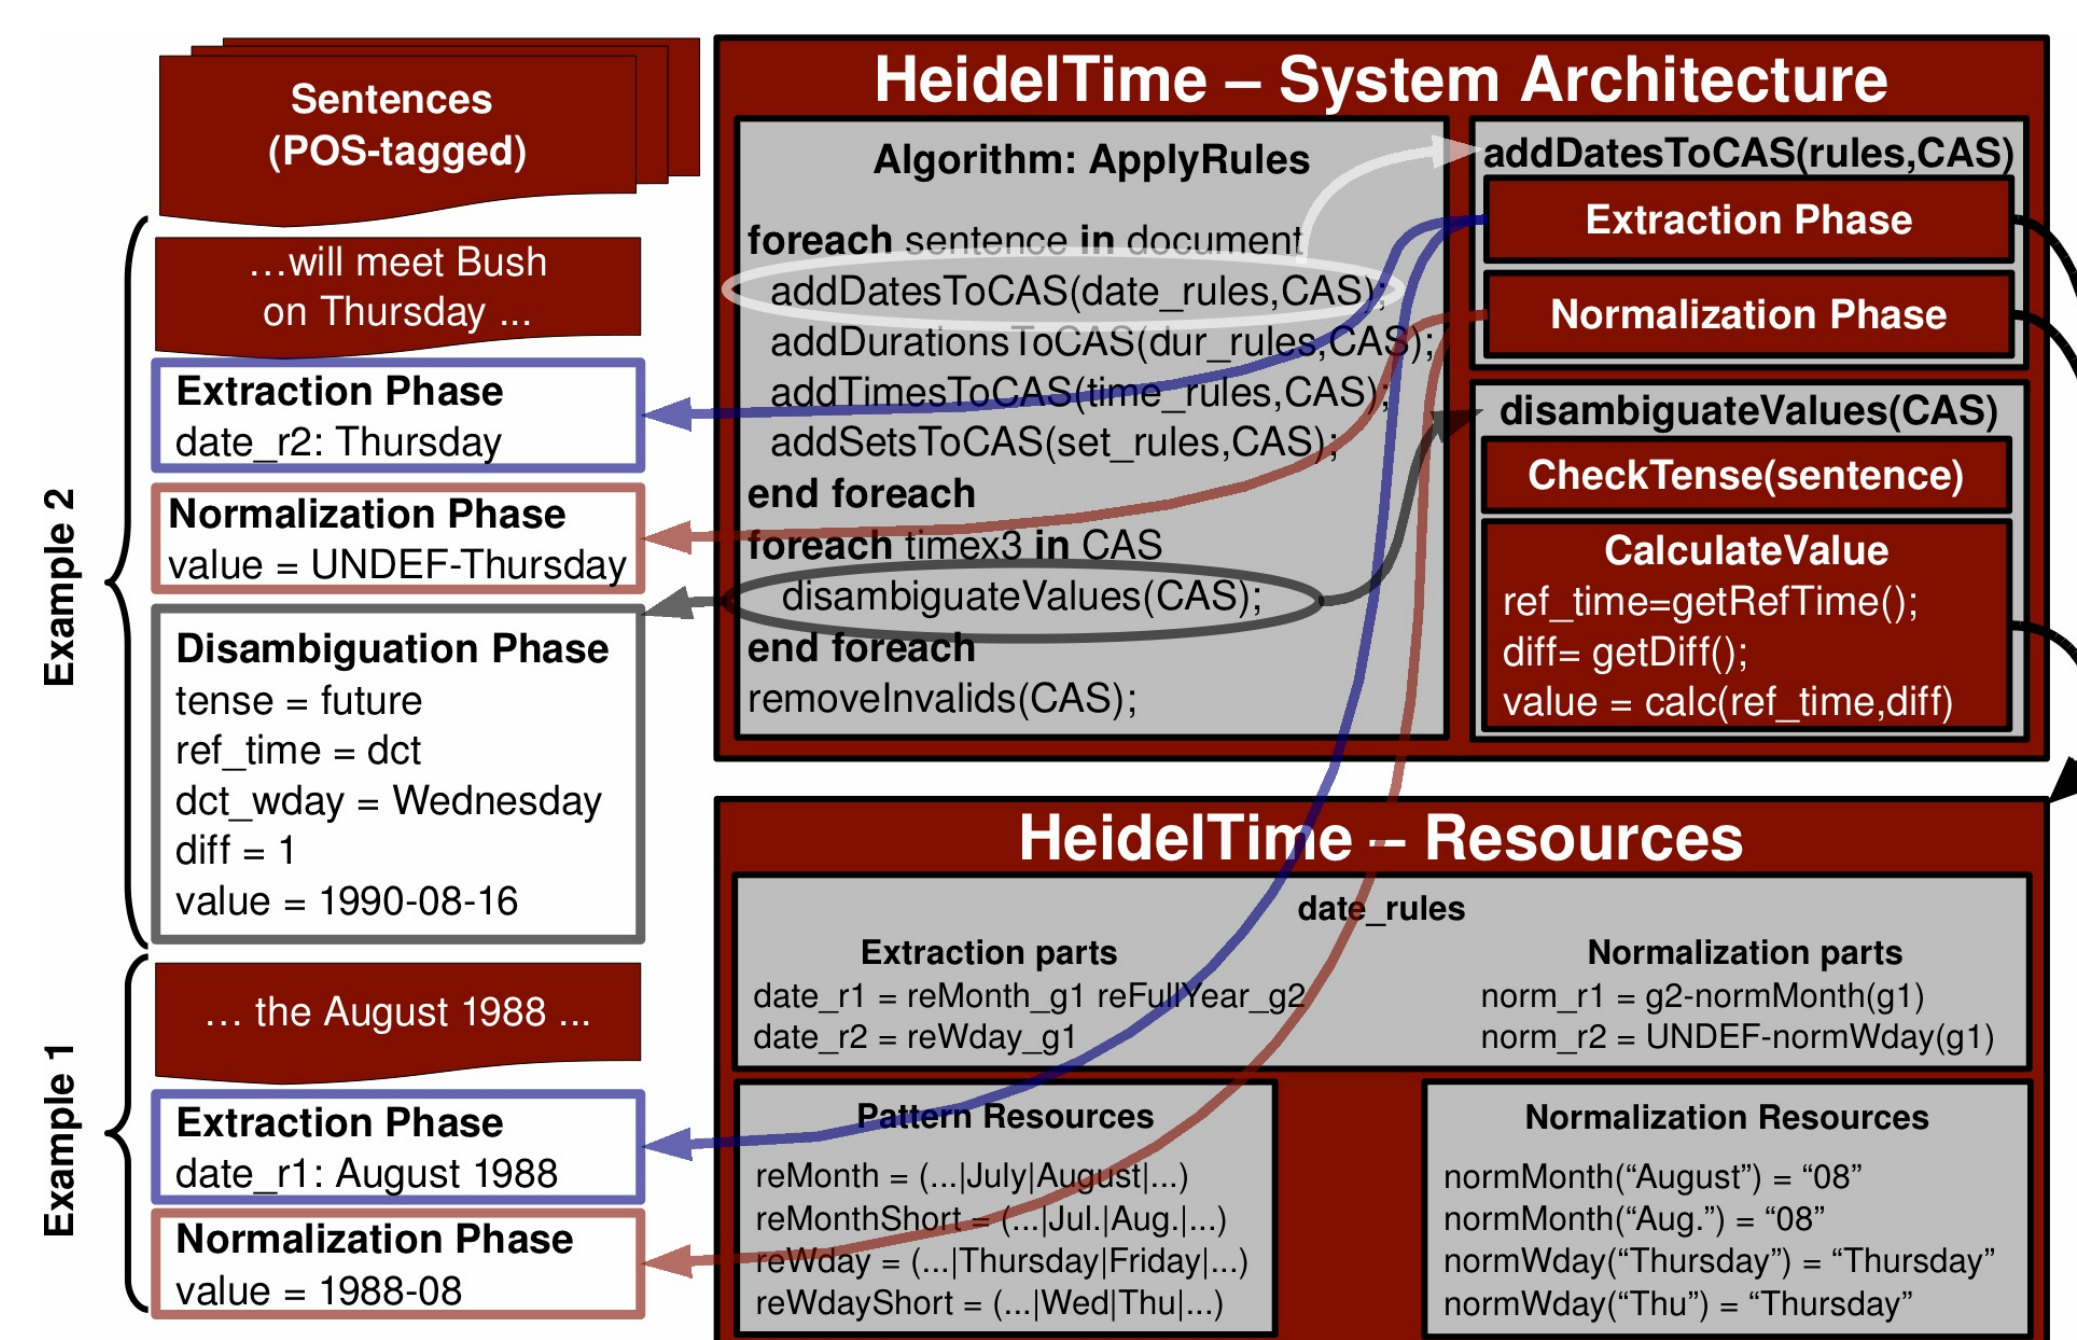 Sentences
(POS-tagged)
Example 2
…will meet Bush
on Thursday ...
Extraction Phase
date_r2: Thursday
Normalization Phase
value = UNDEF-Thursday
Disambiguation Phase
tense = future
ref_time = dct
dct_wday = Wednesday
diff = 1
value = 1990-08-16
Example 1
… the August 1988 ...
Extraction Phase
date_r1: August 1988
Normalization Phase
value = 1988-08
HeidelTime – System Architecture
Algorithm: ApplyRules
foreach sentence in document
addDatesToCAS(date_rules,CAS);
addDurationsToCAS(dur_rules,CAS);
addTimesToCAS(time_rules,CAS);
addSetsToCAS(set_rules,CAS);
end foreach
foreach timex3 in CAS
disambiguateValues(CAS);
end foreach
removeInvalids(CAS);
addDatesToCAS(rules,CAS)
Extraction Phase
Normalization Phase
disambiguateValues(CAS)
CheckTense(sentence)
CalculateValue
ref_time=getRefTime();
diff= getDiff();
value = calc(ref_time,diff)
HeidelTime – Resources
date_rules
Extraction parts
date_r1 = reMonth_g1 reFullYear_g2
date_r2 = reWday_g1
Normalization parts
norm_r1 = g2-normMonth(g1)
norm_r2 = UNDEF-normWday(g1)
Pattern Resources
reMonth = (...|July|August|...)
reMonthShort = (...|Jul.|Aug.|...)
reWday = (...|Thursday|Friday|...)
reWdayShort = (...|Wed|Thu|...)
Normalization Resources
normMonth(“August”) = “08”
normMonth(“Aug.”) = “08”
normWday(“Thursday”) = “Thursday”
normWday(“Thu”) = “Thursday”